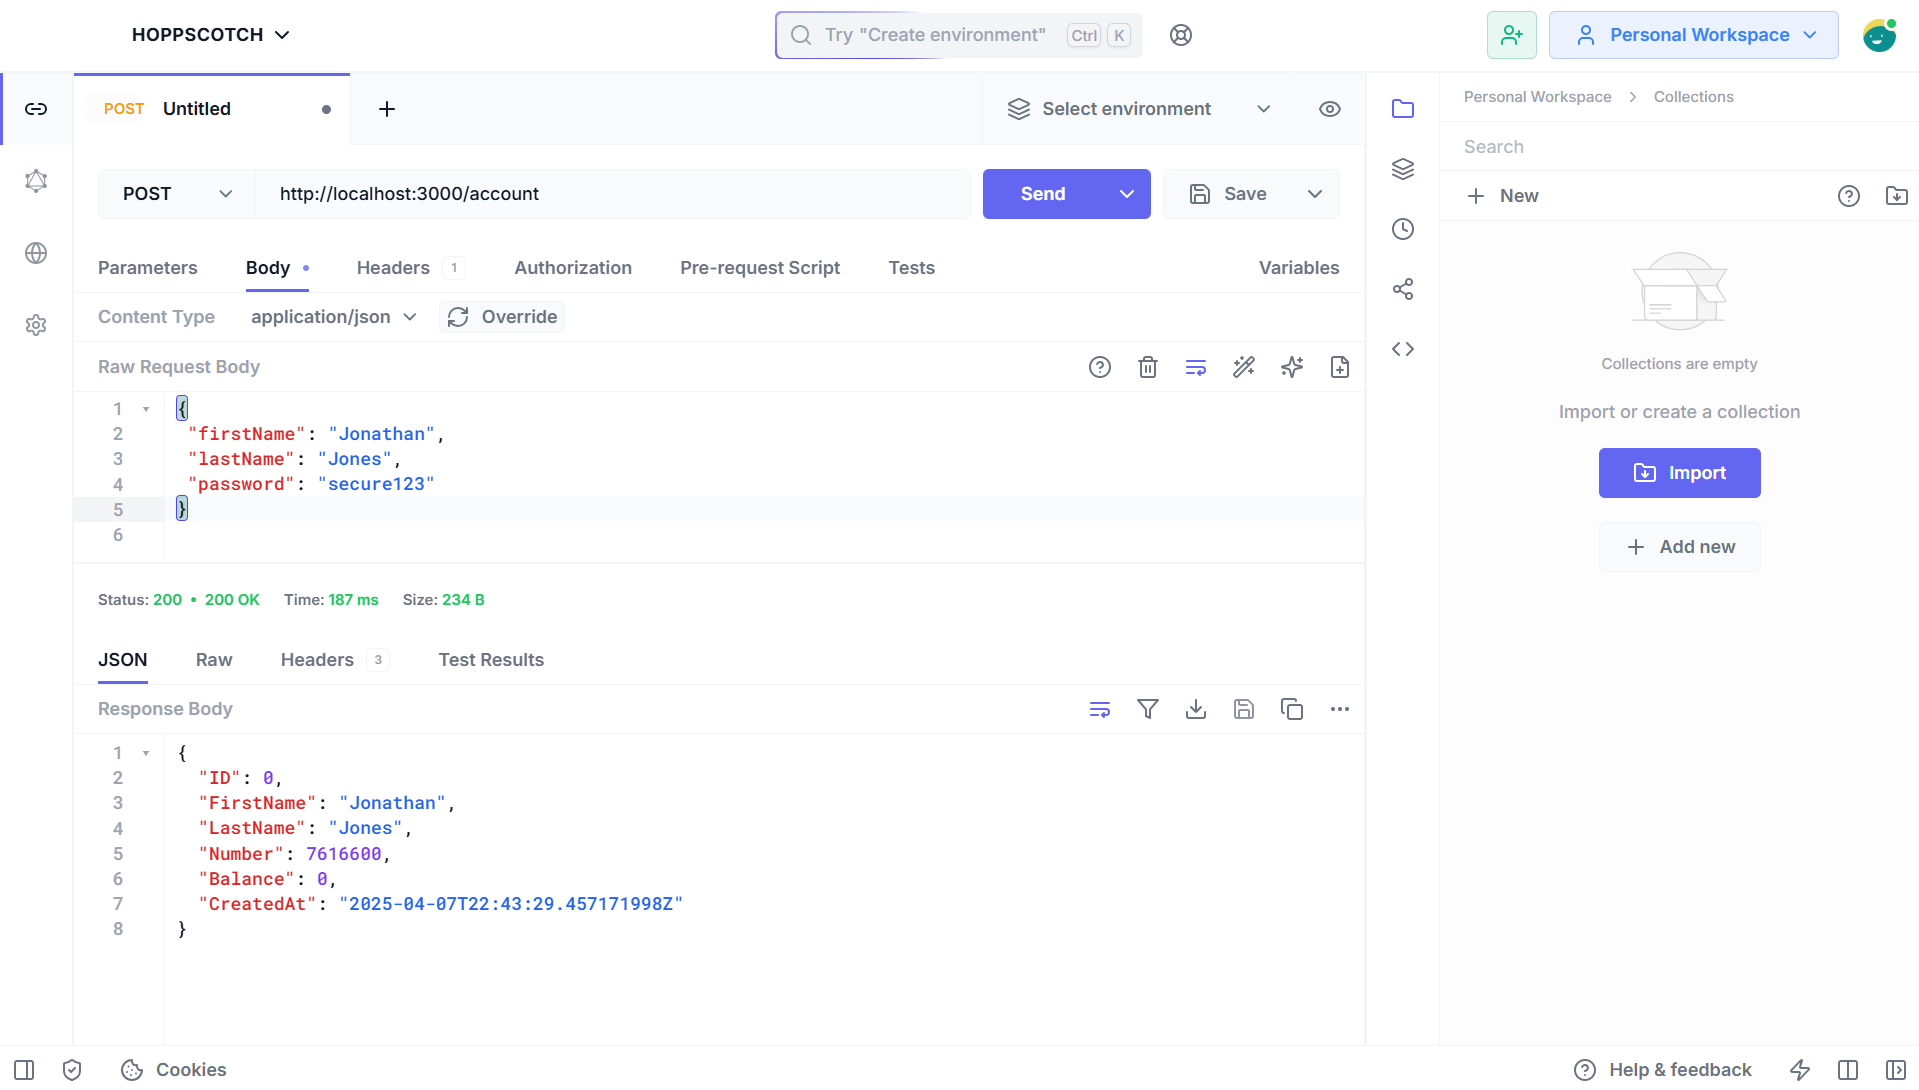 HOPPSCOTCH
Try "Create environment" Ctrl K
Personal Workspace
POST Untitled
Select environment
POST http://localhost:3000/account Send Save
Parameters Body Headers 1 Authorization Pre-request Script Tests Variables
Content Type application/json Override
Raw Request Body
1 {
2 "firstName": "Jonathan",
3 "lastName": "Jones",
4 "password": "secure123"
5 }
6
Status: 200 • 200 OK Time: 187 ms Size: 234 B
JSON Raw Headers 3 Test Results
Response Body
1 {
2 "ID": 0,
3 "FirstName": "Jonathan",
4 "LastName": "Jones",
5 "Number": 7616600,
6 "Balance": 0,
7 "CreatedAt": "2025-04-07T22:43:29.457171998Z"
8 }
Personal Workspace > Collections
Search
+ New
Collections are empty
Import or create a collection
Import
+ Add new
Cookies
Help & feedback